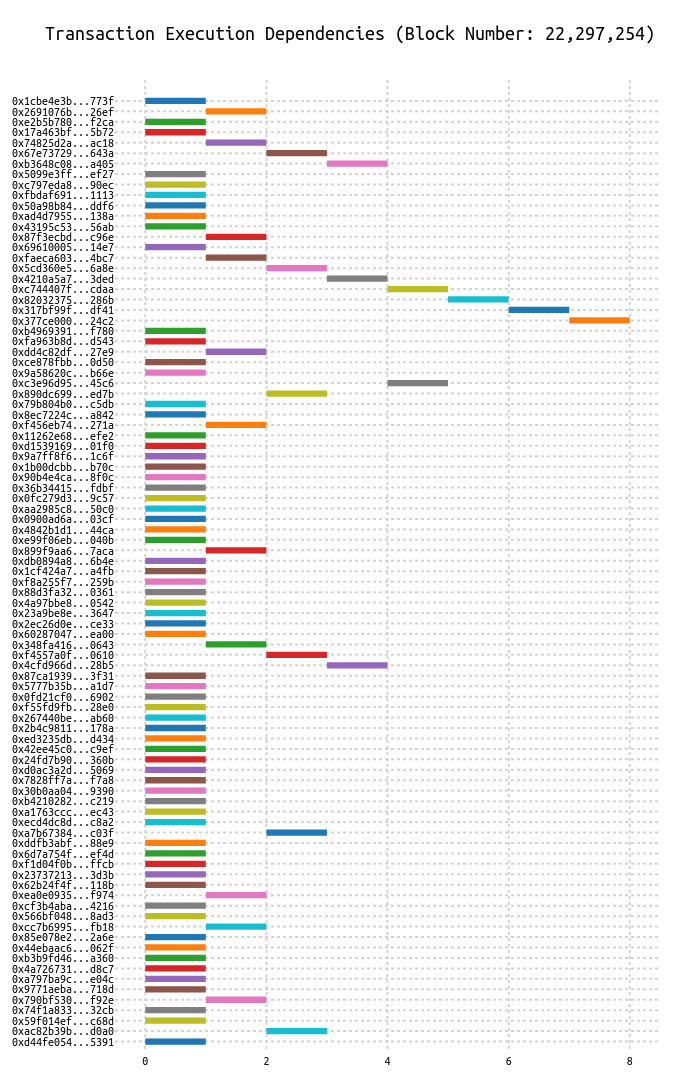 Transaction Execution Dependencies (Block Number: 22,297,254)
0x1cbe4e3b...773f
0x2691076b...26ef
0xe2b5b780...f2ca
0x17a463bf...5b72
0x74825d2a...ac18
0x67e73729...643a
0xb3648c08...a405
0x5099e3ff...ef27
0xc797eda8...90ec
0xfbdaf691...1113
0x50a98b84...ddf6
0xad4d7955...138a
0x43195c53...56ab
0x87f3ecbd...c96e
0x69610005...14e7
0xfaeca603...4bc7
0x5cd360e5...6a8e
0x4210a5a7...3ded
0xc744407f...cdaa
0x82032375...286b
0x317bf99f...df41
0x377ce000...24c2
0xb4969391...f780
0xfa963b8d...d543
0xdd4c82df...27e9
0xce878fbb...0d50
0x9a58620c...b66e
0xc3e96d95...45c6
0x890dc699...ed7b
0x79b804b0...c5db
0x8ec7224c...a842
0xf456eb74...271a
0x11262e68...efe2
0xd1539169...01f0
0x9a7ff8f6...1c6f
0x1b00dcbb...b70c
0x90b4e4ca...8f0c
0x36b34415...fdbf
0x0fc279d3...9c57
0xaa2985c8...50c0
0x0900ad6a...03cf
0x4842b1d1...44ca
0xe99f06eb...040b
0x899f9aa6...7aca
0xdb0894a8...6b4e
0x1cf424a7...a4fb
0xf8a255f7...259b
0x88d3fa32...0361
0x4a97bbe8...0542
0x23a9be8e...3647
0x2ec26d0e...ce33
0x60287047...ea00
0x348fa416...0643
0xf4557a0f...0610
0x4cfd966d...28b5
0x87ca1939...3f31
0x5777b35b...a1d7
0x0fd21cf0...6902
0xf55fd9fb...28e0
0x267440be...ab60
0x2b4c9811...178a
0xed3235db...d434
0x42ee45c0...c9ef
0x24fd7b90...360b
0xd0ac3a2d...5069
0x7828ff7a...f7a8
0x30b0aa04...9390
0xb4210282...c219
0xa1763ccc...ec43
0xecd4dc8d...c8a2
0xa7b67384...c03f
0xddfb3abf...88e9
0x6d7a754f...ef4d
0xf1d04f0b...ffcb
0x23737213...3d3b
0x62b24f4f...118b
0xea0e0935...f974
0xcf3b4aba...4216
0x566bf048...8ad3
0xcc7b6995...fb18
0x85e078e2...2a6e
0x44ebaac6...062f
0xb3b9fd46...a360
0x4a726731...d8c7
0xa797ba9c...e04c
0x9771aeba...718d
0x790bf530...f92e
0x74f1a833...32cb
0x59f014ef...c68d
0xac82b39b...d0a0
0xd44fe054...5391
0 2 4 6 8